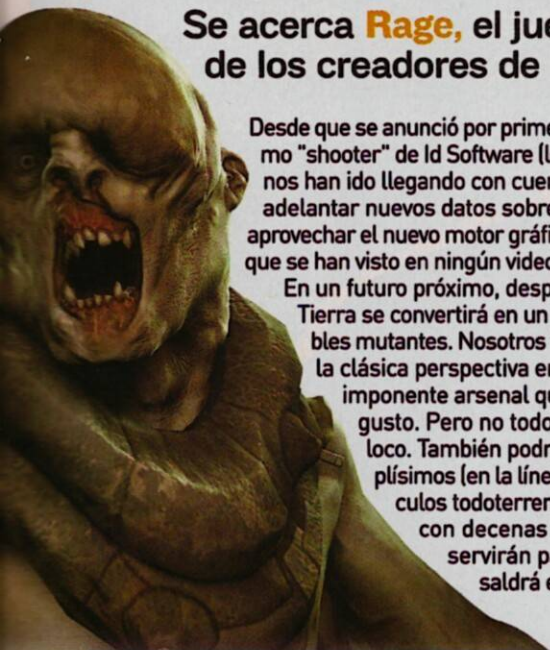 Se acerca Rage, el jue
de los creadores de
Desde que se anunció por prime
mo "shooter" de Id Software (l
nos han ido llegando con cuen
adelantar nuevos datos sobre
aprovechar el nuevo motor gráfi
que se han visto en ningún video
En un futuro próximo, desp
Tierra se convertirá en un
bles mutantes. Nosotros
la clásica perspectiva en
imponente arsenal qu
gusto. Pero no todo
loco. También podr
plísimos (en la líne
culos todoterren
con decenas
servirán p
saldrá e